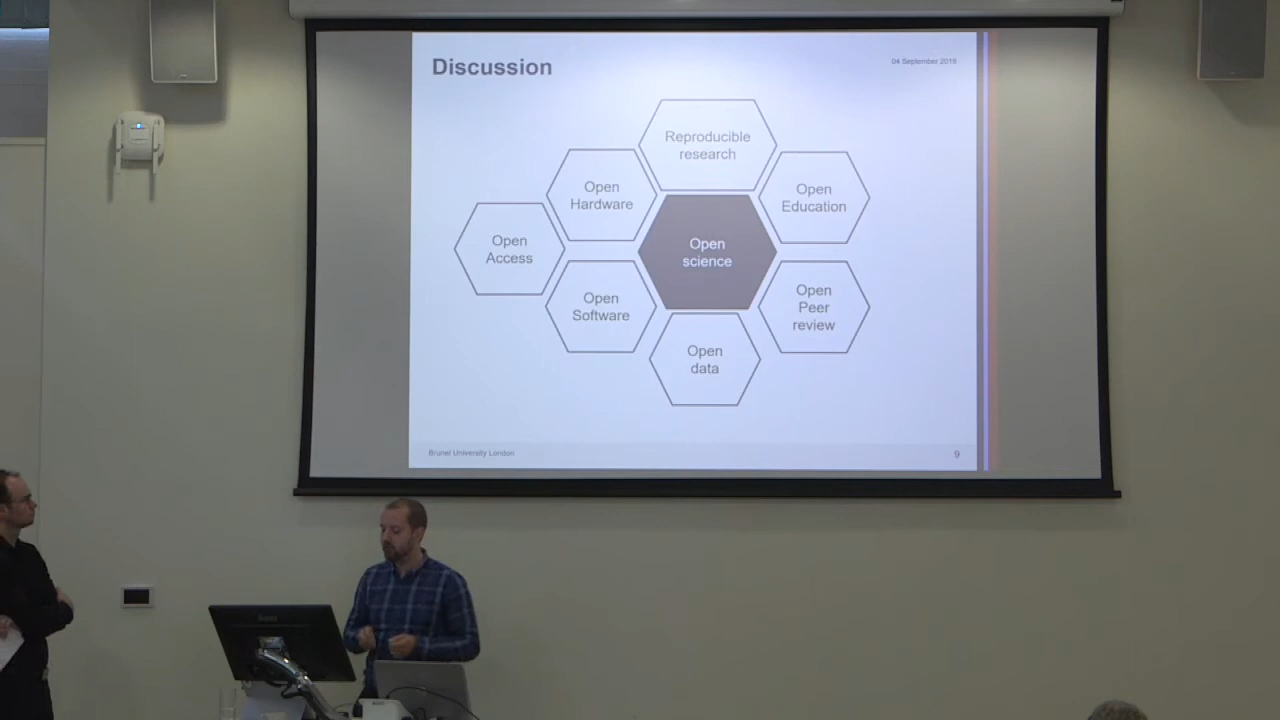 Discussion
04 September 2018
Reproducible
research
Open
Hardware
Open
Education
Open
Access
Open
science
Open
Software
Open
Peer
review
Open
data
Brunel University London
9